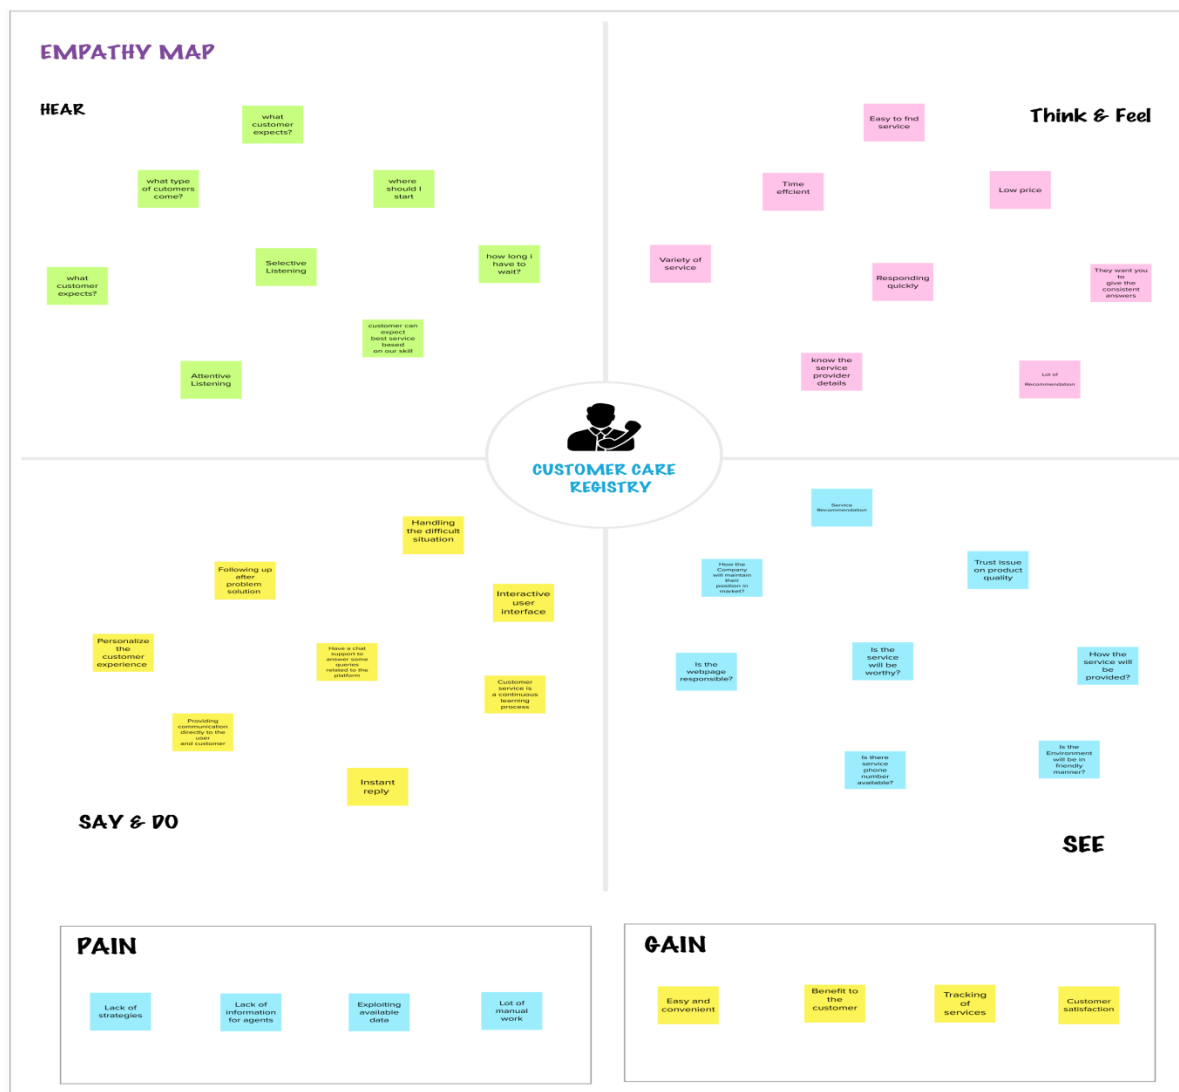 EMPATHY MAP
HEAR
what
customer
expects?
what type
of cutomers
come?
where
should I
start
what
customer
expects?
Selective
Listening
how long i
have to
wait?
customer can
expect
best service
based
on our skill
Attentive
Listening
Think & Feel
Easy to fnd
service
Time
effcient
Low price
Variety of
service
Responding
quickly
They want you
to
give the
consistent
answers
know the
service
provider
details
Lot of
Recommendation
CUSTOMER CARE
REGISTRY
Handling
the difficult
situation
Following up
after
problem
solution
Interactive
user
interface
Personalize
the
customer
experience
Have a chat
support to
answer some
queries
related to the
platform
Customer
service is
a continuous
learning
process
Providing
communication
directly to the
user
and customer
Instant
reply
SAY & DO
Service
Recommendation
How the
Company
will maintain
their
position in
market?
Trust issue
on product
quality
Is the
webpage
responsible?
Is the
service
will be
worthy?
How the
service will
be
provided?
Is there
service
phone
number
available?
Is the
Environment
will be in
friendly
manner?
SEE
PAIN
Lack of
strategies
Lack of
information
for agents
Exploiting
available
data
Lot of
manual
work
GAIN
Easy and
convenient
Benefit to
the
customer
Tracking
of
services
Customer
satisfaction